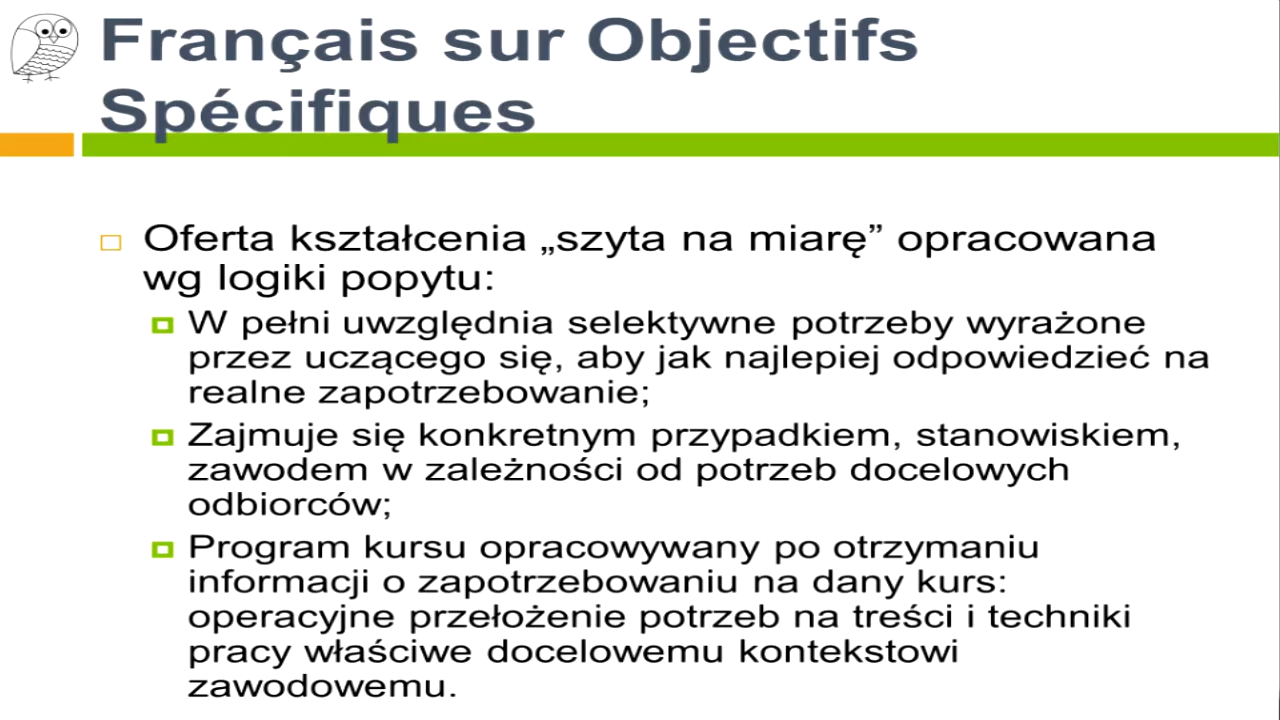 Français sur Objectifs
Spécifiques
Oferta kształcenia „szyta na miarę” opracowana
wg logiki popytu:
W pełni uwzględnia selektywne potrzeby wyrażone
przez uczącego się, aby jak najlepiej odpowiedzieć na
realne zapotrzebowanie;
Zajmuje się konkretnym przypadkiem, stanowiskiem,
zawodem w zależności od potrzeb docelowych
odbiorców;
Program kursu opracowywany po otrzymaniu
informacji o zapotrzebowaniu na dany kurs:
operacyjne przełożenie potrzeb na treści i techniki
pracy właściwe docelowemu kontekstowi
zawodowemu.